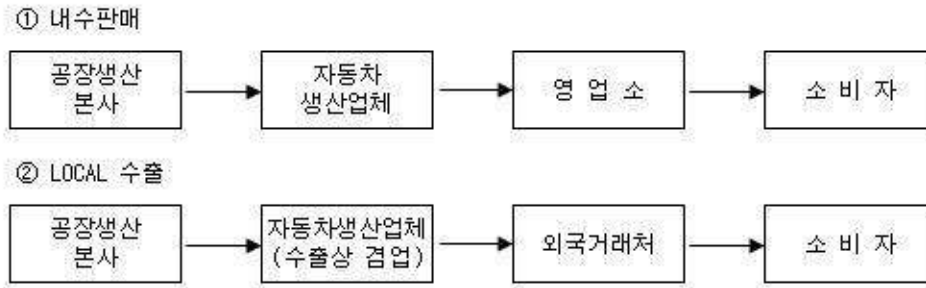 ① 내수판매
공장생산
본사
자동차
생산업체
영 업 소
소 비 자
② LOCAL 수출
공장생산
본사
자동차생산업체
(수출상 겸업)
외국거래처
소 비 자